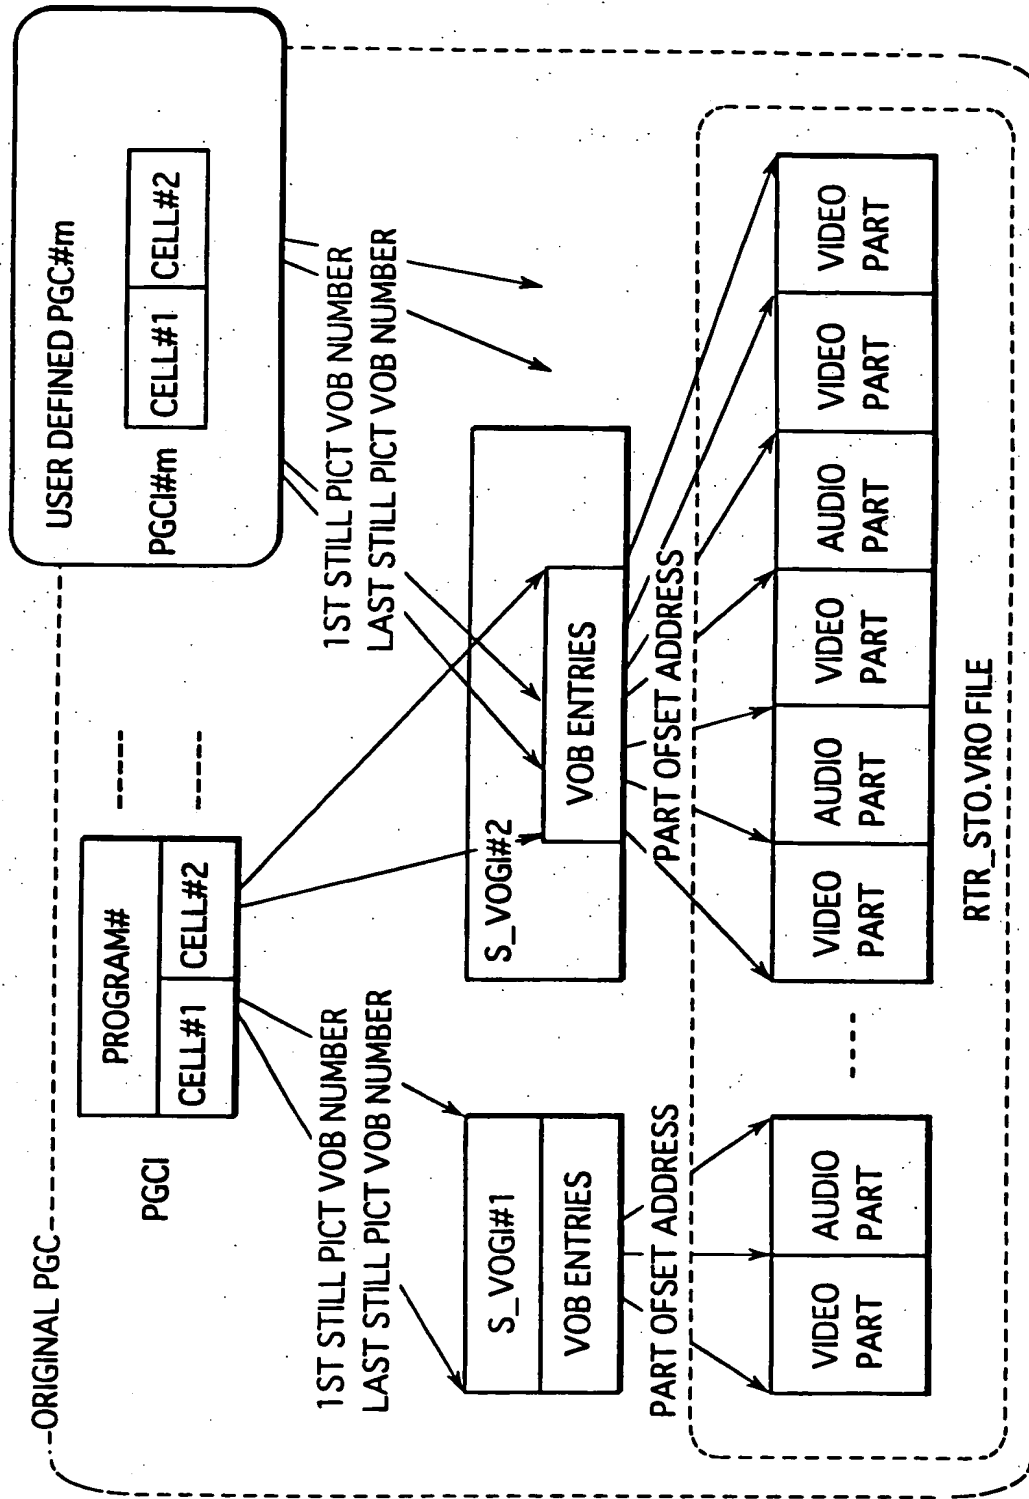 ORIGINAL PGC
USER DEFINED PGC#m
PGCI#m
CELL#1
CELL#2
PGCI
PROGRAM#
CELL#1
CELL#2
1ST STILL PICT VOB NUMBER
LAST STILL PICT VOB NUMBER
1ST STILL PICT VOB NUMBER
LAST STILL PICT VOB NUMBER
S_VOGI#1
VOB ENTRIES
S_VOGI#2
VOB ENTRIES
PART OFSET ADDRESS
PART OFSET ADDRESS
VIDEO
PART
AUDIO
PART
VIDEO
PART
AUDIO
PART
VIDEO
PART
AUDIO
PART
VIDEO
PART
VIDEO
PART
RTR_STO.VRO FILE